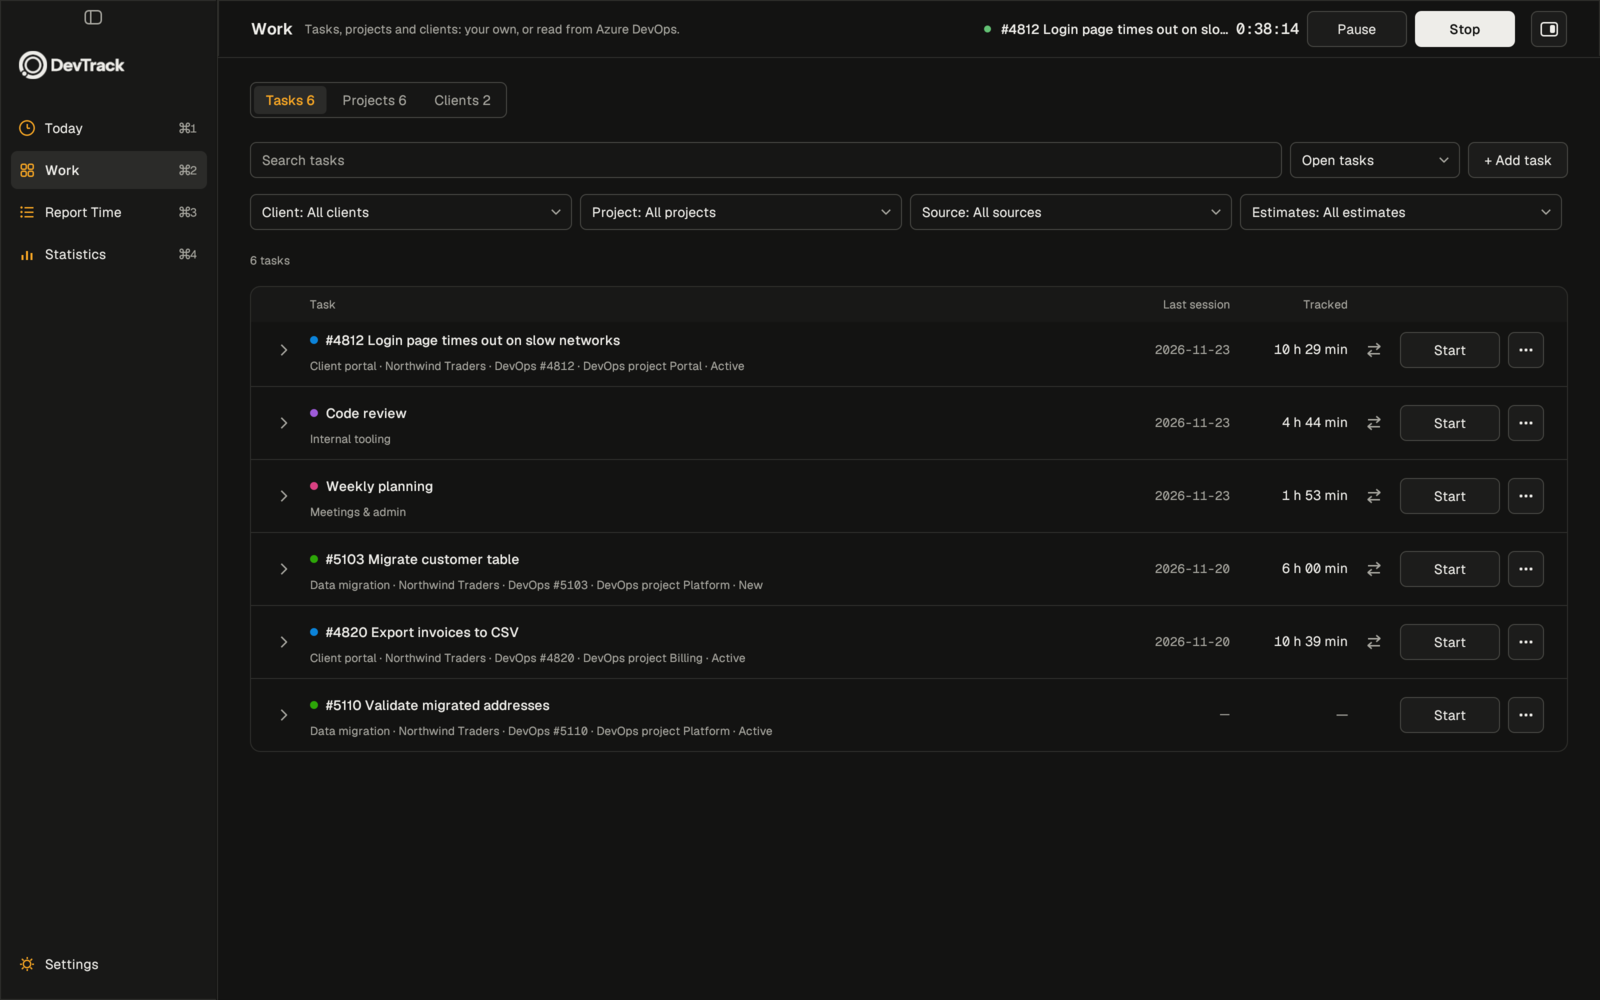 DevTrack
Today ⌘1
Work ⌘2
Report Time ⌘3
Statistics ⌘4
Settings
Work Tasks, projects and clients: your own, or read from Azure DevOps.
#4812 Login page times out on slo... 0:38:14 Pause Stop
Tasks 6 Projects 6 Clients 2
Search tasks Open tasks + Add task
Client: All clients Project: All projects Source: All sources Estimates: All estimates
6 tasks
Task Last session Tracked
#4812 Login page times out on slow networks
Client portal · Northwind Traders · DevOps #4812 · DevOps project Portal · Active
2026-11-23 10 h 29 min Start
Code review
Internal tooling
2026-11-23 4 h 44 min Start
Weekly planning
Meetings & admin
2026-11-23 1 h 53 min Start
#5103 Migrate customer table
Data migration · Northwind Traders · DevOps #5103 · DevOps project Platform · New
2026-11-20 6 h 00 min Start
#4820 Export invoices to CSV
Client portal · Northwind Traders · DevOps #4820 · DevOps project Billing · Active
2026-11-20 10 h 39 min Start
#5110 Validate migrated addresses
Data migration · Northwind Traders · DevOps #5110 · DevOps project Platform · Active
— — Start